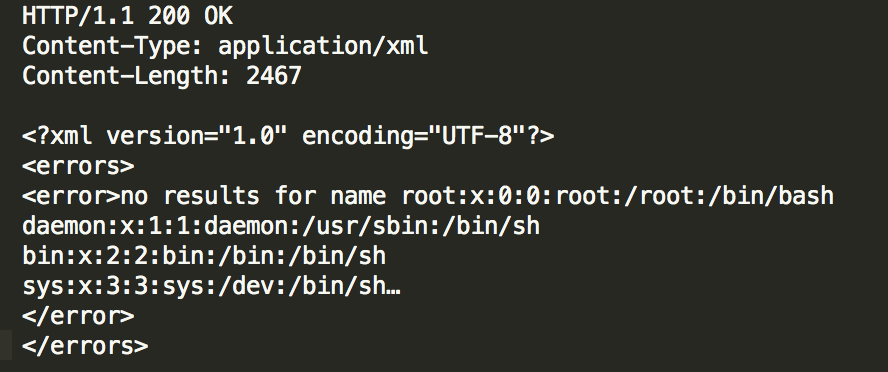 HTTP/1.1 200 OK
Content-Type: application/xml
Content-Length: 2467

<?xml version="1.0" encoding="UTF-8"?>
<errors>
<error>no results for name root:x:0:0:root:/root:/bin/bash
daemon:x:1:1:daemon:/usr/sbin:/bin/sh
bin:x:2:2:bin:/bin:/bin/sh
sys:x:3:3:sys:/dev:/bin/sh…
</error>
</errors>